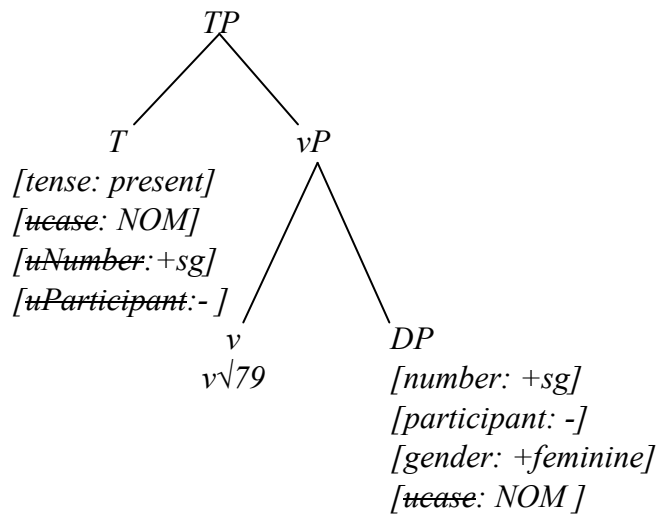 TP
T vP
[tense: present]
[ucase: NOM]
[uNumber:+sg]
[uParticipant:- ]
v DP
v√79
[number: +sg]
[participant: -]
[gender: +feminine]
[ucase: NOM ]